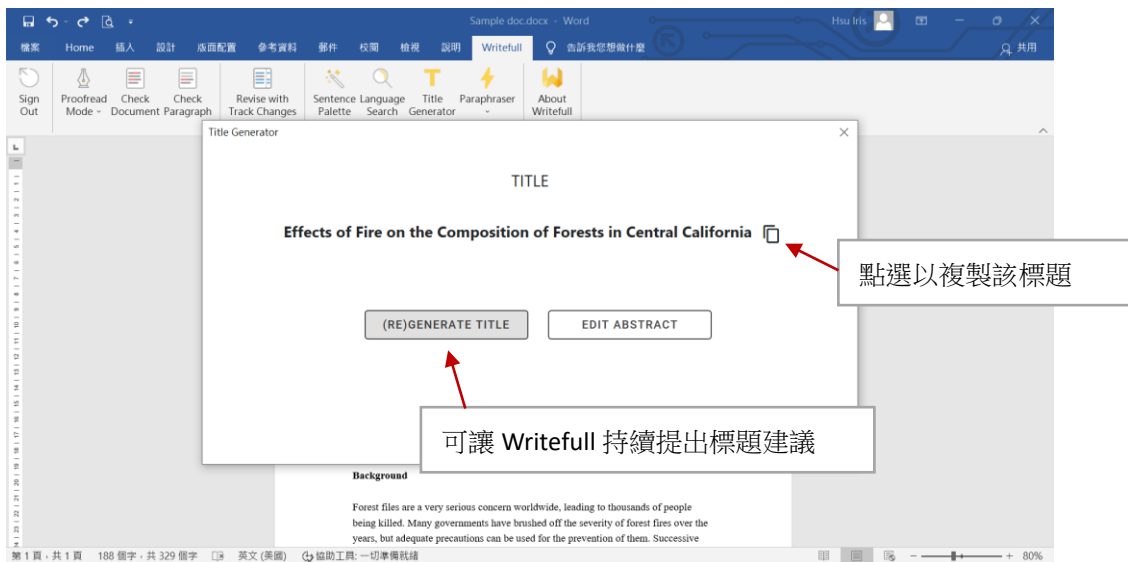 Sample doc.docx - Word
Hsu Iris
檔案 Home 插入 設計 版面配置 參考資料 郵件 校閱 檢視 說明 Writefull 告訴我您想做什麼 共用
Sign Out
Proofread Mode
Check Document
Check Paragraph
Revise with Track Changes
Sentence Palette
Language Search
Title Generator
Paraphraser
About Writefull
Title Generator
TITLE
Effects of Fire on the Composition of Forests in Central California
點選以複製該標題
(RE)GENERATE TITLE
EDIT ABSTRACT
可讓 Writefull 持續提出標題建議
Background
Forest files are a very serious concern worldwide, leading to thousands of people
being killed. Many governments have brushed off the severity of forest fires over the
years, but adequate precautions can be used for the prevention of them. Successive
第 1 頁，共 1 頁 188 個字，共 329 個字 英文 (美國) 協助工具: 一切準備就緒 80%